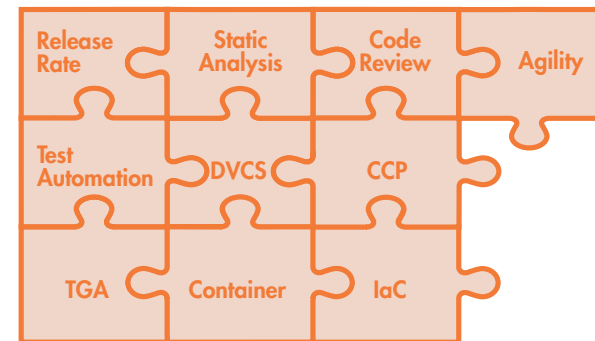 Release
Rate
Static
Analysis
Code
Review
Agility
Test
Automation
DVCS
CCP
TGA
Container
IaC